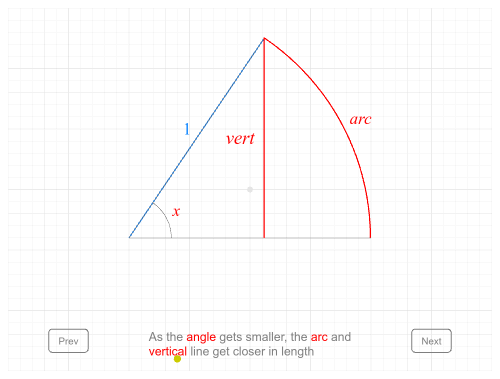 1
vert
arc
x
Prev
As the angle gets smaller, the arc and
vertical line get closer in length
Next